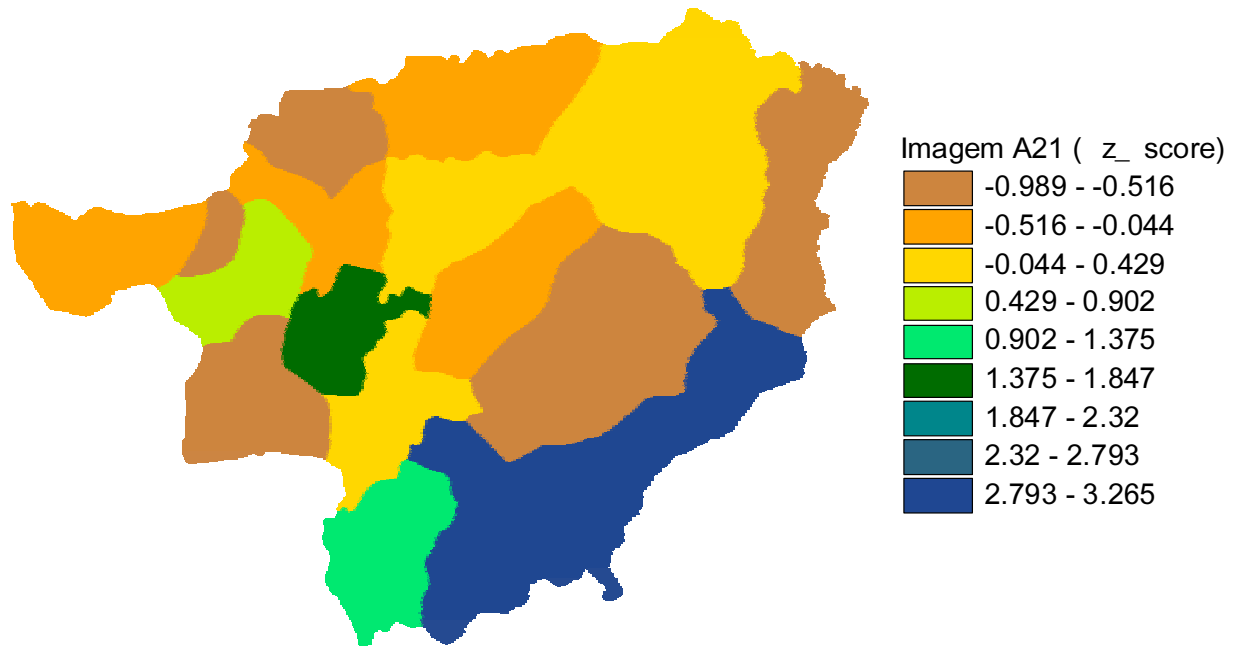 Imagem A21 ( z_ score)
-0.989 - -0.516
-0.516 - -0.044
-0.044 - 0.429
0.429 - 0.902
0.902 - 1.375
1.375 - 1.847
1.847 - 2.32
2.32 - 2.793
2.793 - 3.265